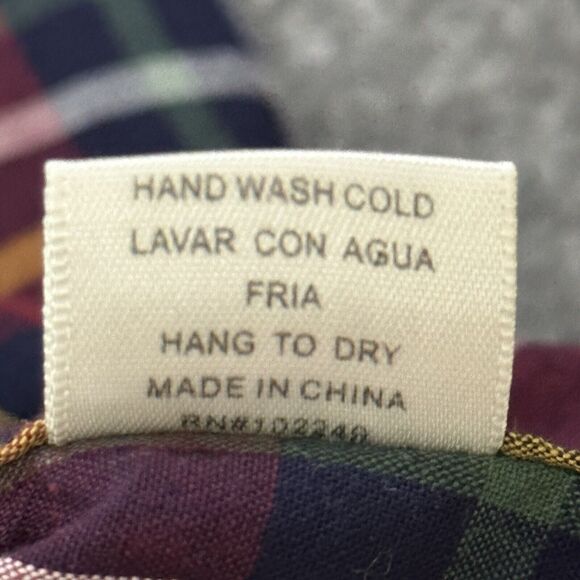 HAND WASH COLD
LAVAR CON AGUA
FRIA
HANG TO DRY
MADE IN CHINA